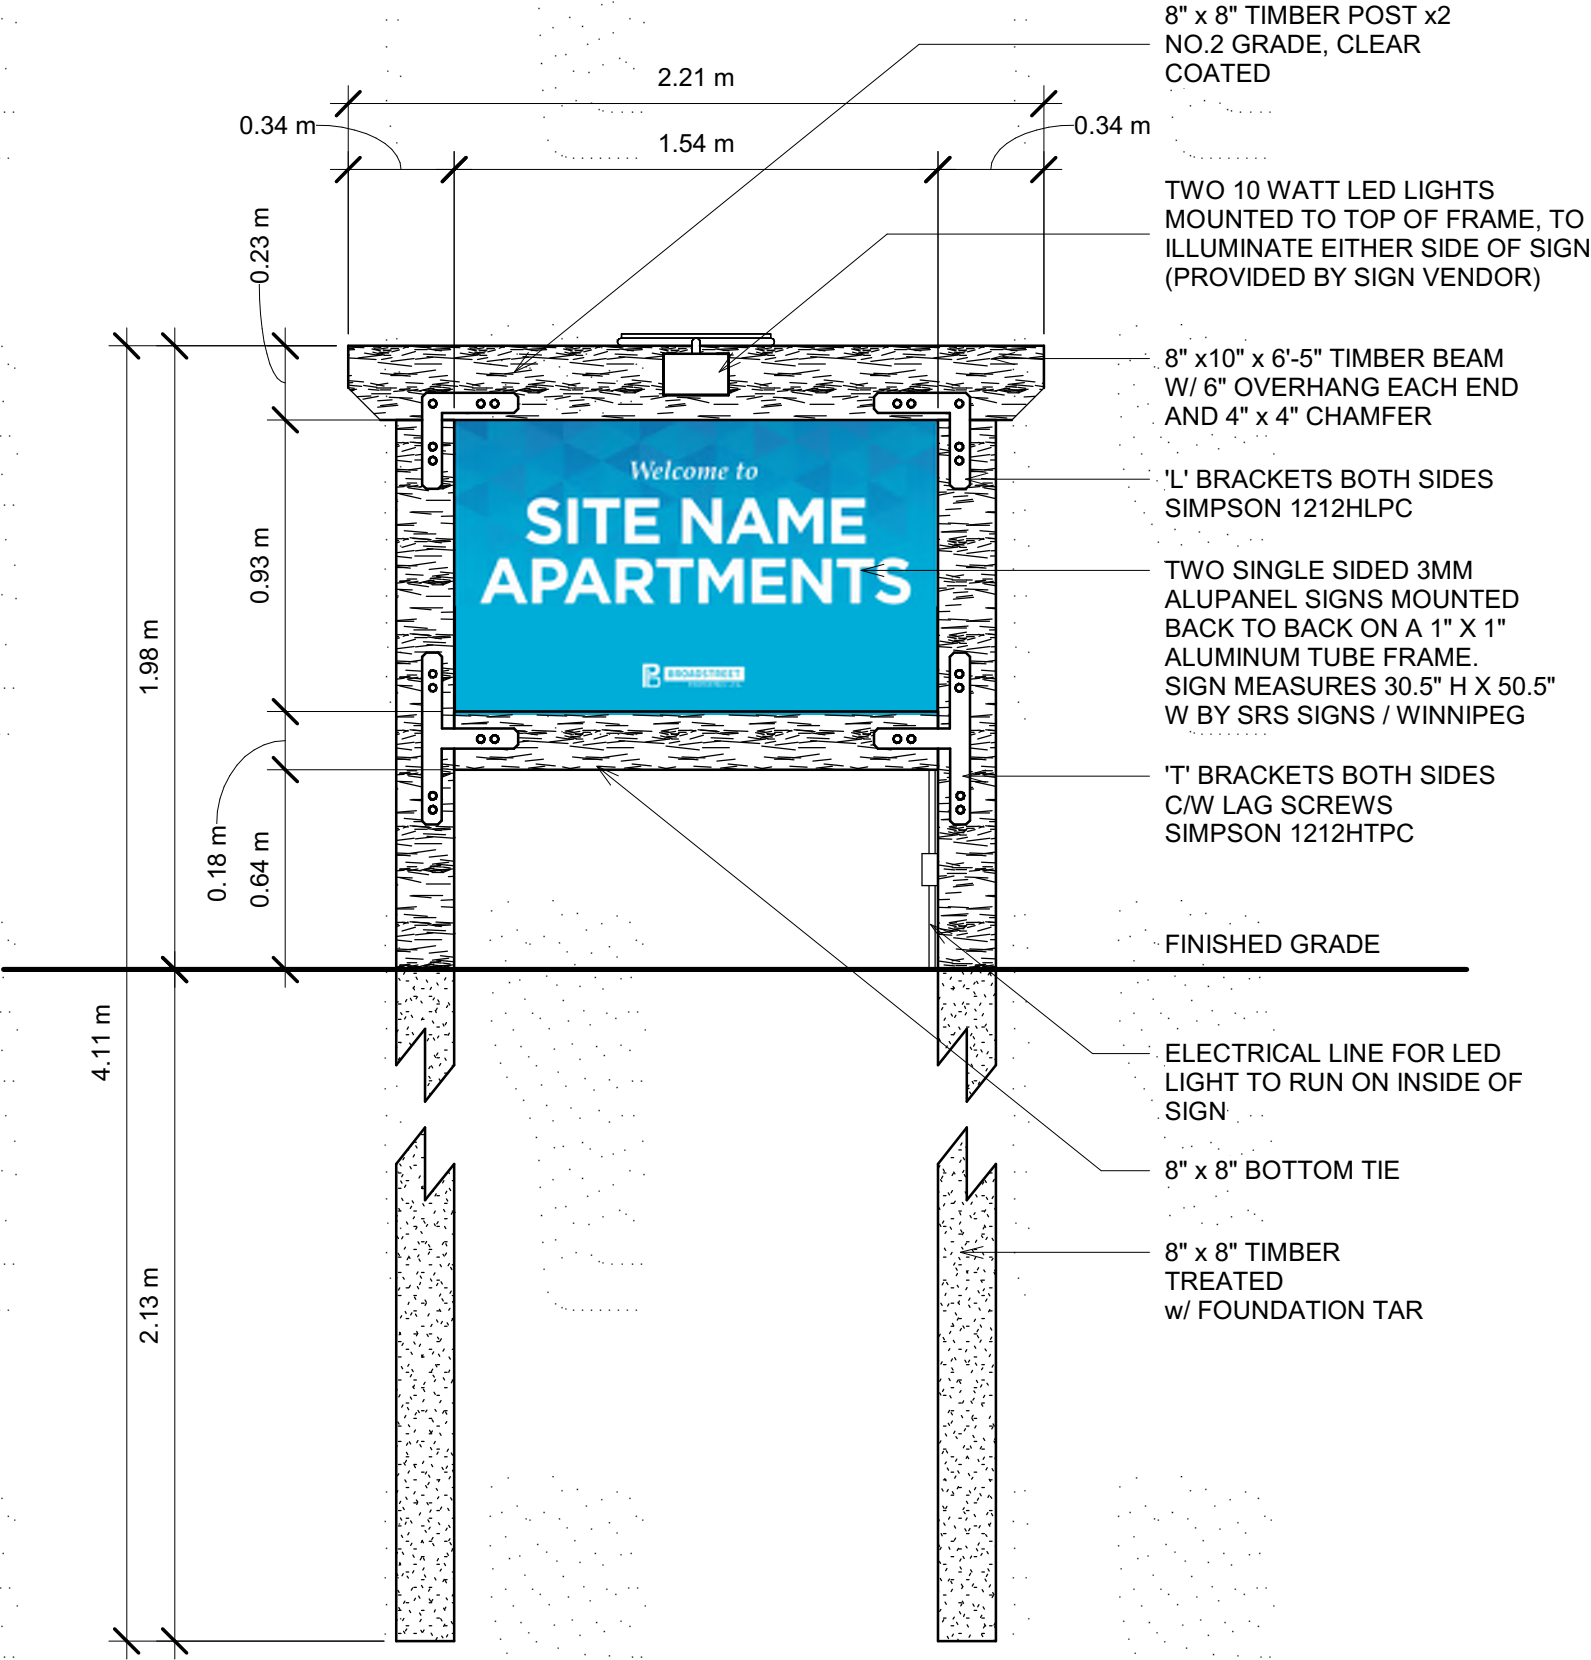 8" x 8" TIMBER POST x2
NO.2 GRADE, CLEAR
COATED
2.21 m
0.34 m
1.54 m
0.34 m
TWO 10 WATT LED LIGHTS
MOUNTED TO TOP OF FRAME, TO
ILLUMINATE EITHER SIDE OF SIGN
(PROVIDED BY SIGN VENDOR)
0.23 m
8" x10" x 6'-5" TIMBER BEAM
W/ 6" OVERHANG EACH END
AND 4" x 4" CHAMFER
Welcome to
SITE NAME
APARTMENTS
BROADSTREET
'L' BRACKETS BOTH SIDES
SIMPSON 1212HLPC
0.93 m
TWO SINGLE SIDED 3MM
ALUPANEL SIGNS MOUNTED
BACK TO BACK ON A 1" X 1"
ALUMINUM TUBE FRAME.
SIGN MEASURES 30.5" H X 50.5"
W BY SRS SIGNS / WINNIPEG
1.98 m
'T' BRACKETS BOTH SIDES
C/W LAG SCREWS
SIMPSON 1212HTPC
0.18 m
0.64 m
FINISHED GRADE
4.11 m
ELECTRICAL LINE FOR LED
LIGHT TO RUN ON INSIDE OF
SIGN
8" x 8" BOTTOM TIE
2.13 m
8" x 8" TIMBER
TREATED
w/ FOUNDATION TAR